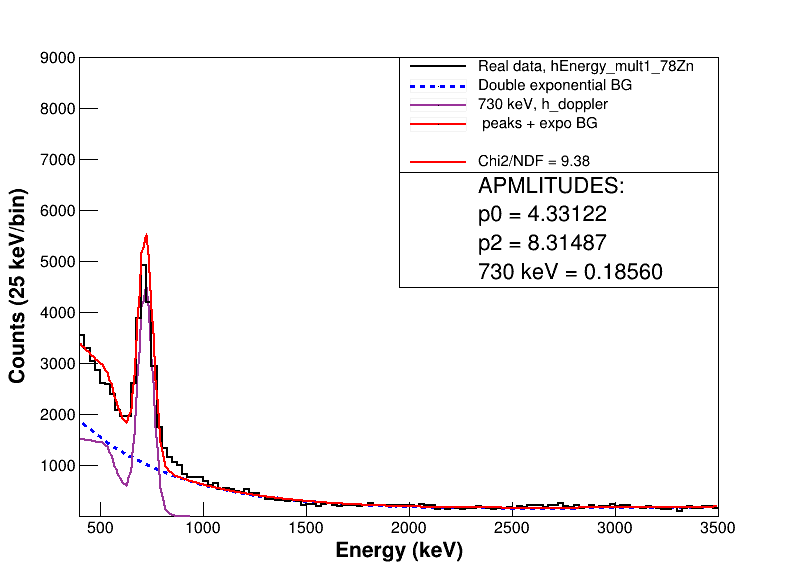 9000
8000
7000
6000
5000
4000
3000
2000
1000
Counts (25 keV/bin)
500
1000
1500
2000
2500
3000
3500
Energy (keV)
Real data, hEnergy_mult1_78Zn
Double exponential BG
730 keV, h_doppler
peaks + expo BG
Chi2/NDF = 9.38
APMLITUDES:
p0 = 4.33122
p2 = 8.31487
730 keV = 0.18560